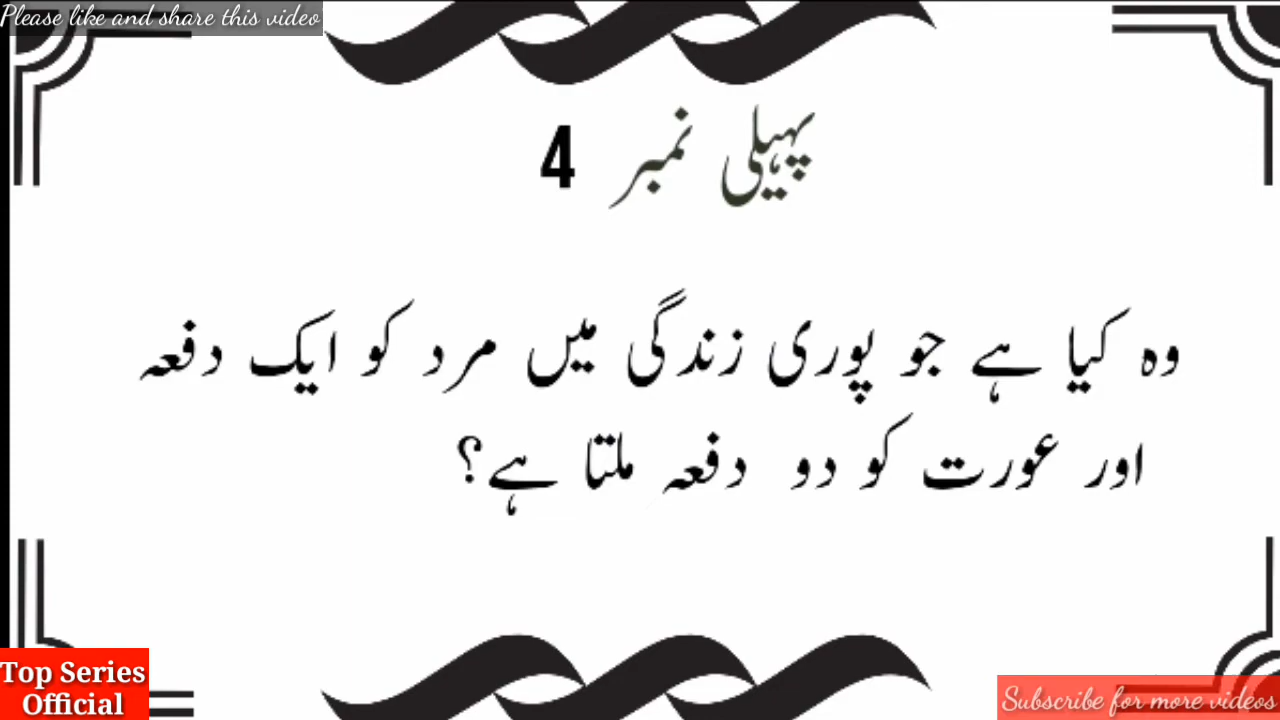 Please like and share this video
پہیلی نمبر 4
وہ کیا ہے جو پوری زندگی میں مرد کو ایک دفعہ
اور عورت کو دو دفعہ ملتا ہے؟
Top Series
Official
Subscribe for more videos